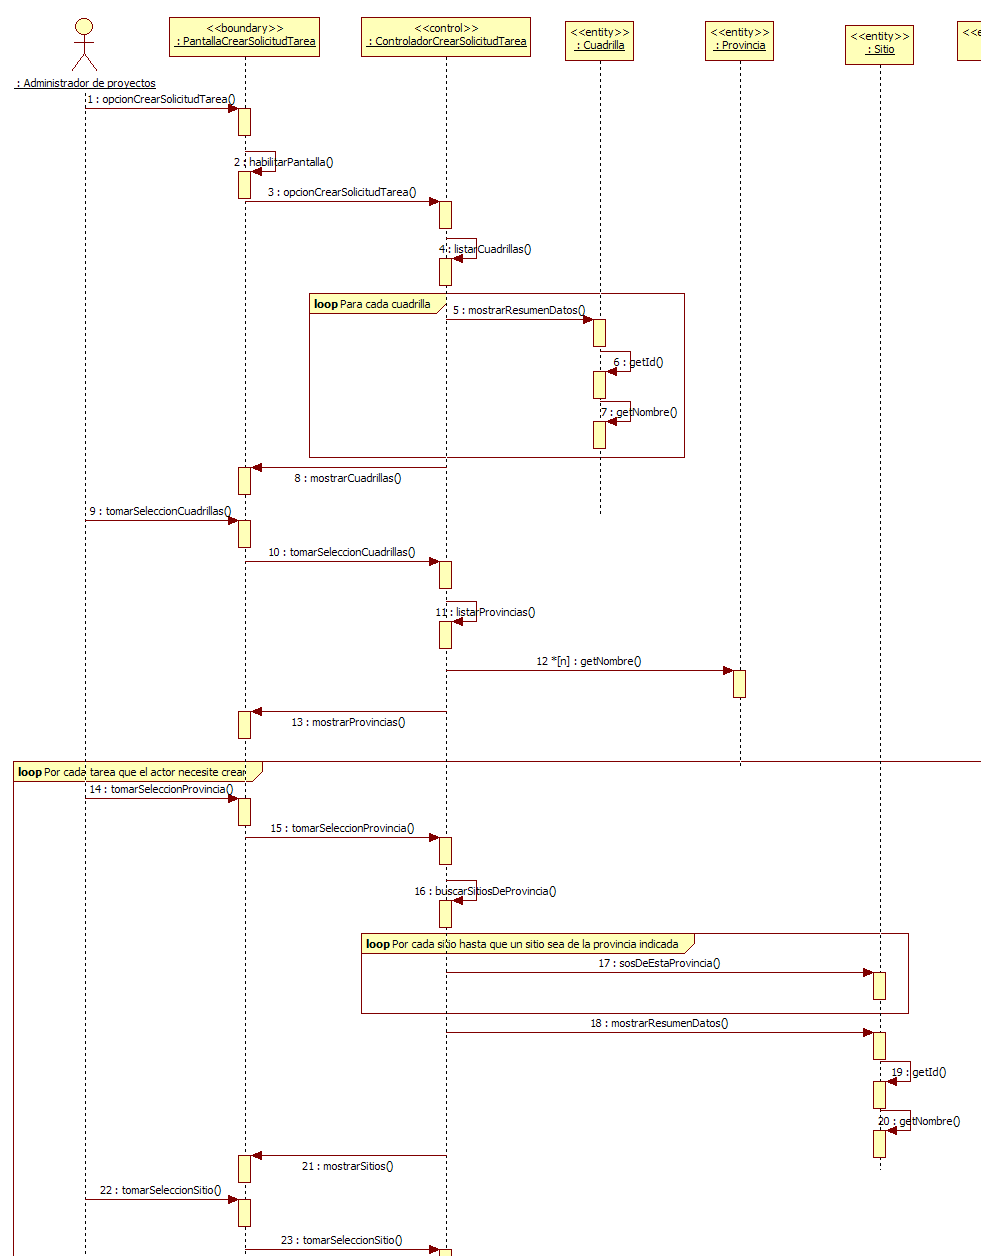 <<boundary>>
: PantallaCrearSolicitudTarea
<<control>>
: ControladorCrearSolicitudTarea
<<entity>>
: Cuadrilla
<<entity>>
: Provincia
<<entity>>
: Sitio
: Administrador de proyectos
1 : opcionCrearSolicitudTarea()
2 : habilitarPantalla()
3 : opcionCrearSolicitudTarea()
4 : listarCuadrillas()
loop Para cada cuadrilla
5 : mostrarResumenDatos()
6 : getId()
7 : getNombre()
8 : mostrarCuadrillas()
9 : tomarSeleccionCuadrillas()
10 : tomarSeleccionCuadrillas()
11 : listarProvincias()
12 *[n] : getNombre()
13 : mostrarProvincias()
loop Por cada tarea que el actor necesite crear
14 : tomarSeleccionProvincia()
15 : tomarSeleccionProvincia()
16 : buscarSitiosDeProvincia()
loop Por cada sitio hasta que un sitio sea de la provincia indicada
17 : sosDeEstaProvincia()
18 : mostrarResumenDatos()
19 : getId()
20 : getNombre()
21 : mostrarSitios()
22 : tomarSeleccionSitio()
23 : tomarSeleccionSitio()